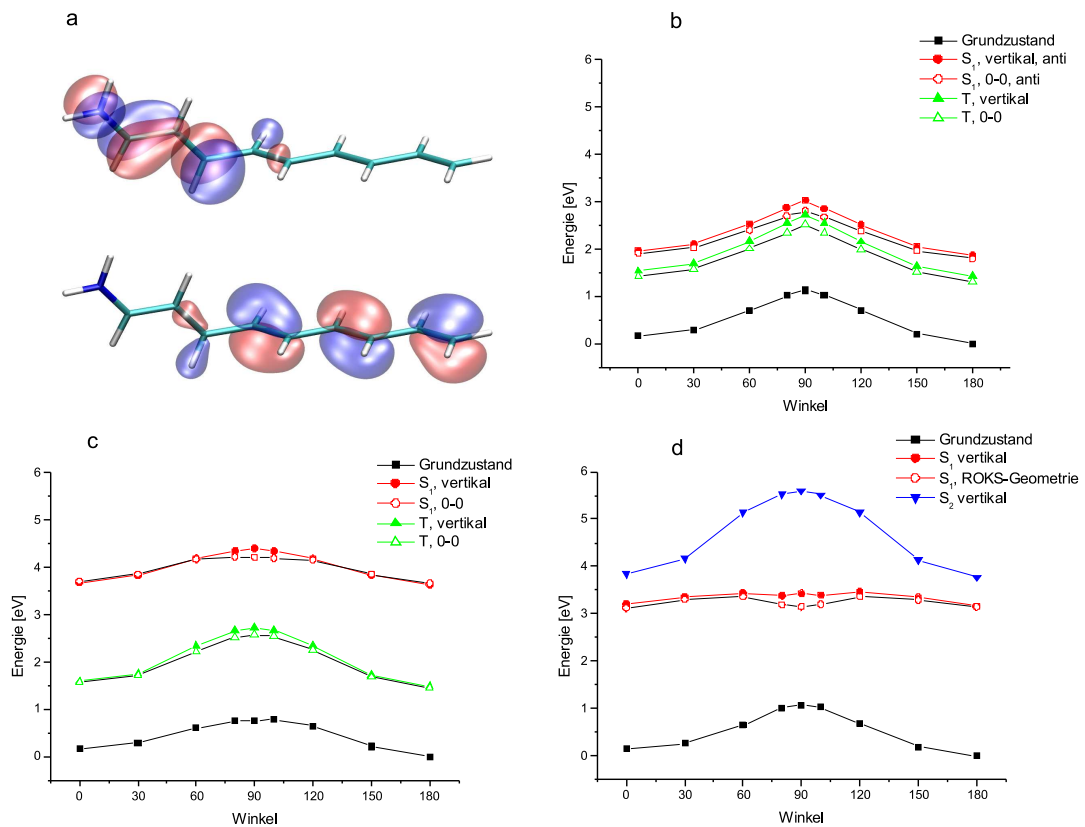 a
b
Grundzustand
S1, vertikal, anti
S1, 0-0, anti
T, vertikal
T, 0-0
Energie [eV]
6
5
4
3
2
1
0
0 30 60 90 120 150 180
Winkel
c
Grundzustand
S1, vertikal
S1, 0-0
T, vertikal
T, 0-0
Energie [eV]
6
5
4
3
2
1
0
0 30 60 90 120 150 180
Winkel
d
Grundzustand
S1 vertikal
S1, ROKS-Geometrie
S2 vertikal
Energie [eV]
6
5
4
3
2
1
0
0 30 60 90 120 150 180
Winkel